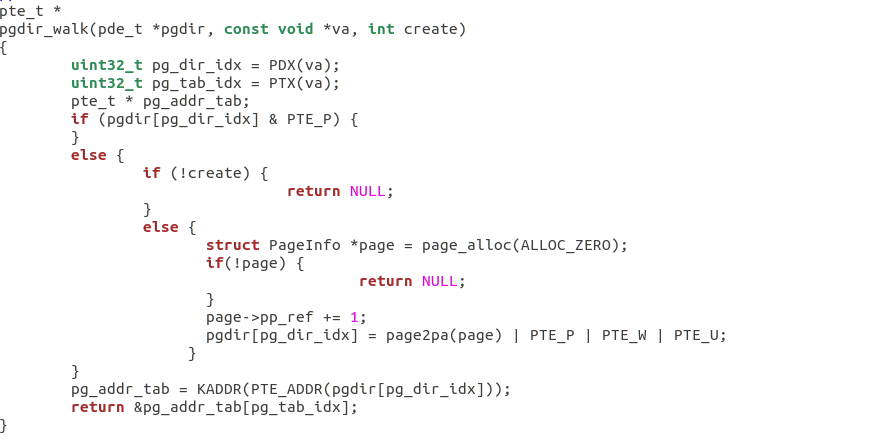 pte_t *
pgdir_walk(pde_t *pgdir, const void *va, int create)
{
        uint32_t pg_dir_idx = PDX(va);
        uint32_t pg_tab_idx = PTX(va);
        pte_t * pg_addr_tab;
        if (pgdir[pg_dir_idx] & PTE_P) {
        }
        else {
                if (!create) {
                                return NULL;
                }
                else {
                       struct PageInfo *page = page_alloc(ALLOC_ZERO);
                       if(!page) {
                                        return NULL;
                       }
                       page->pp_ref += 1;
                       pgdir[pg_dir_idx] = page2pa(page) | PTE_P | PTE_W | PTE_U;
                     }
        }
        pg_addr_tab = KADDR(PTE_ADDR(pgdir[pg_dir_idx]));
        return &pg_addr_tab[pg_tab_idx];
}